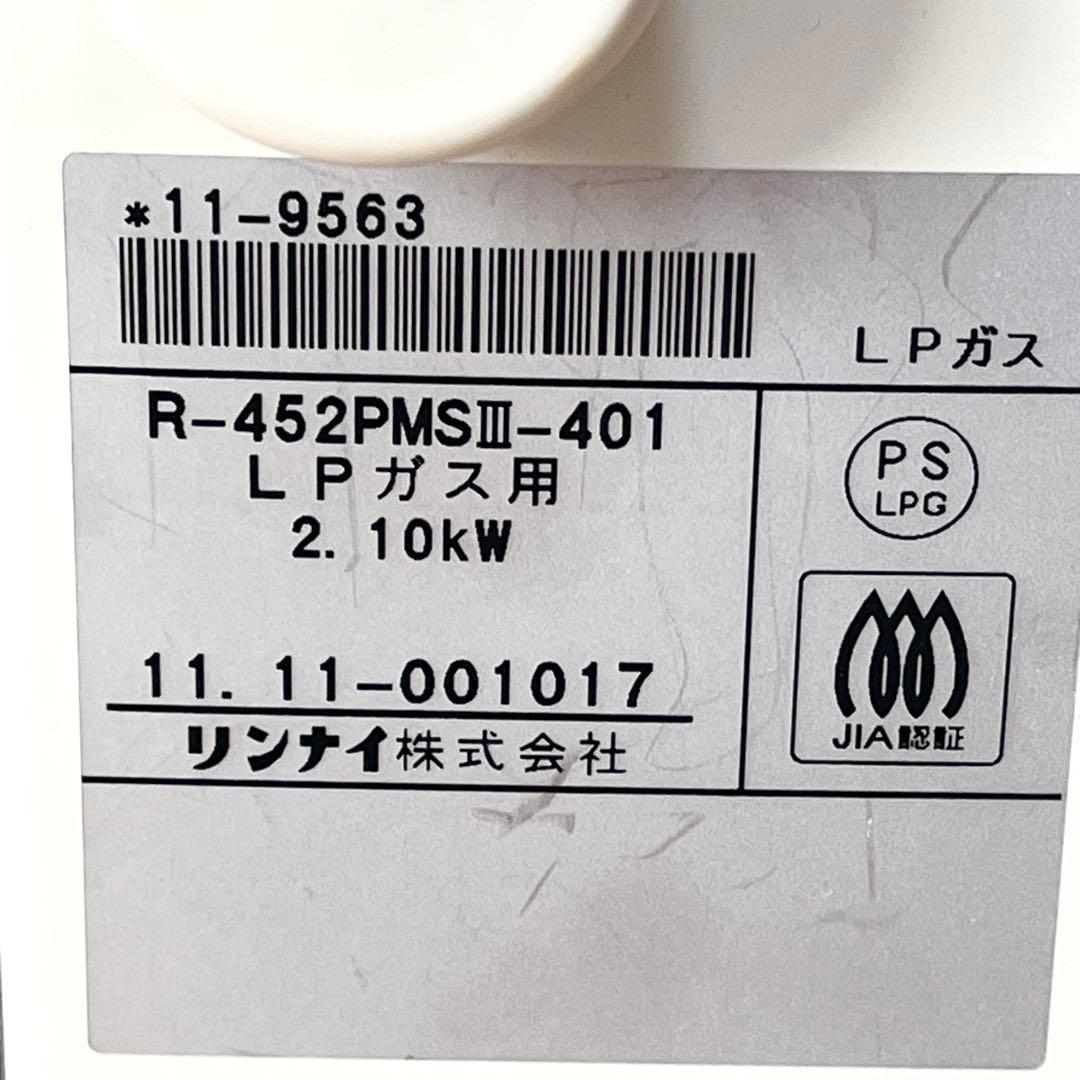 *11-9563
LPガス
R-452PMSⅢ-401
LPガス用
2.10kW
11.11-001017
リンナイ株式会社
PS
LPG
JIA認証